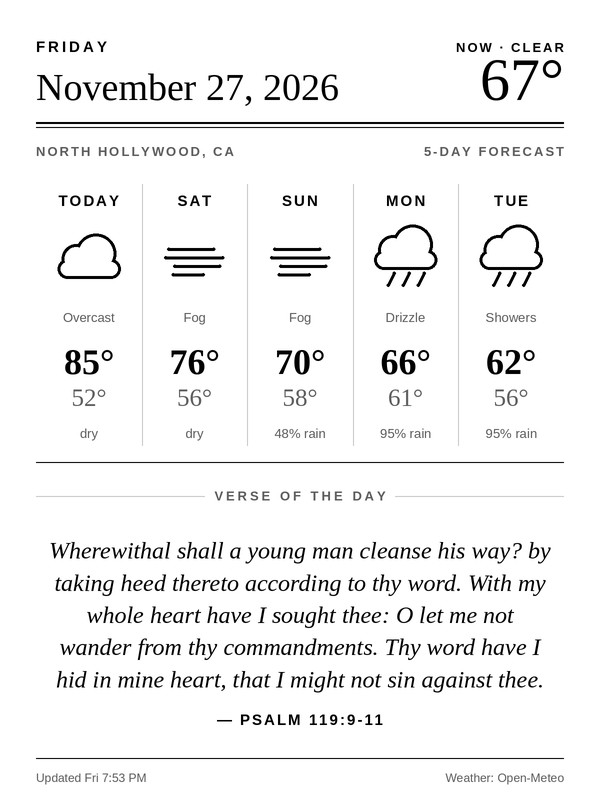 FRIDAY
NOW · CLEAR
November 27, 2026
67°
NORTH HOLLYWOOD, CA
5-DAY FORECAST
TODAY SAT SUN MON TUE
Overcast Fog Fog Drizzle Showers
85° 76° 70° 66° 62°
52° 56° 58° 61° 56°
dry dry 48% rain 95% rain 95% rain
VERSE OF THE DAY
Wherewithal shall a young man cleanse his way? by
taking heed thereto according to thy word. With my
whole heart have I sought thee: O let me not
wander from thy commandments. Thy word have I
hid in mine heart, that I might not sin against thee.
— PSALM 119:9-11
Updated Fri 7:53 PM
Weather: Open-Meteo